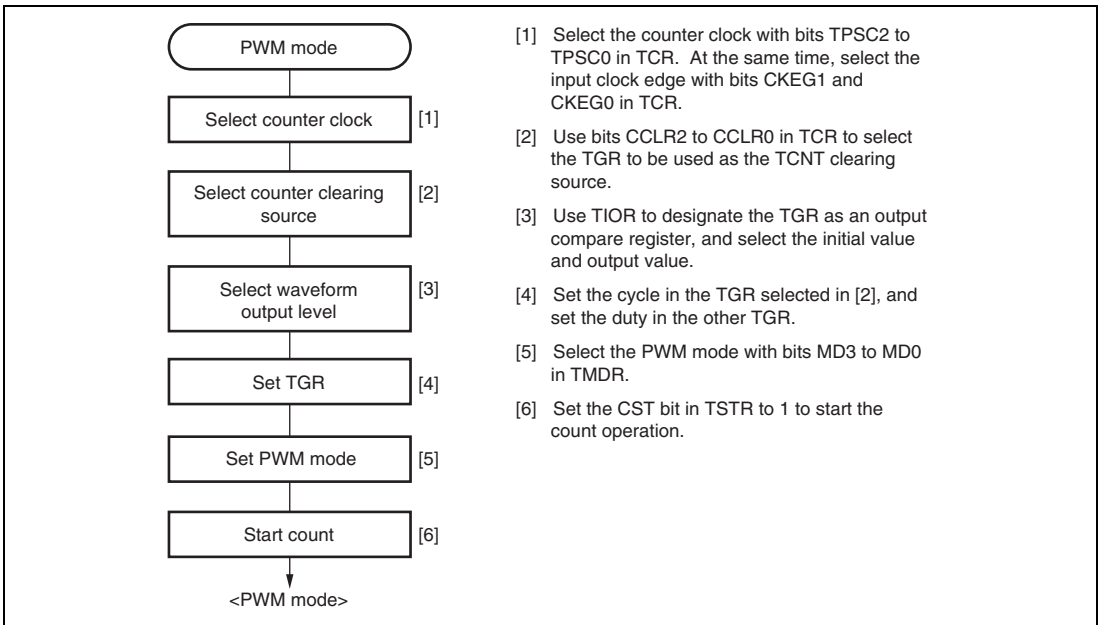 PWM mode
Select counter clock
[1]
Select counter clearing
source
[2]
Select waveform
output level
[3]
Set TGR
[4]
Set PWM mode
[5]
Start count
[6]
<PWM mode>
[1] Select the counter clock with bits TPSC2 to
TPSC0 in TCR. At the same time, select the
input clock edge with bits CKEG1 and
CKEG0 in TCR.
[2] Use bits CCLR2 to CCLR0 in TCR to select
the TGR to be used as the TCNT clearing
source.
[3] Use TIOR to designate the TGR as an output
compare register, and select the initial value
and output value.
[4] Set the cycle in the TGR selected in [2], and
set the duty in the other TGR.
[5] Select the PWM mode with bits MD3 to MD0
in TMDR.
[6] Set the CST bit in TSTR to 1 to start the
count operation.